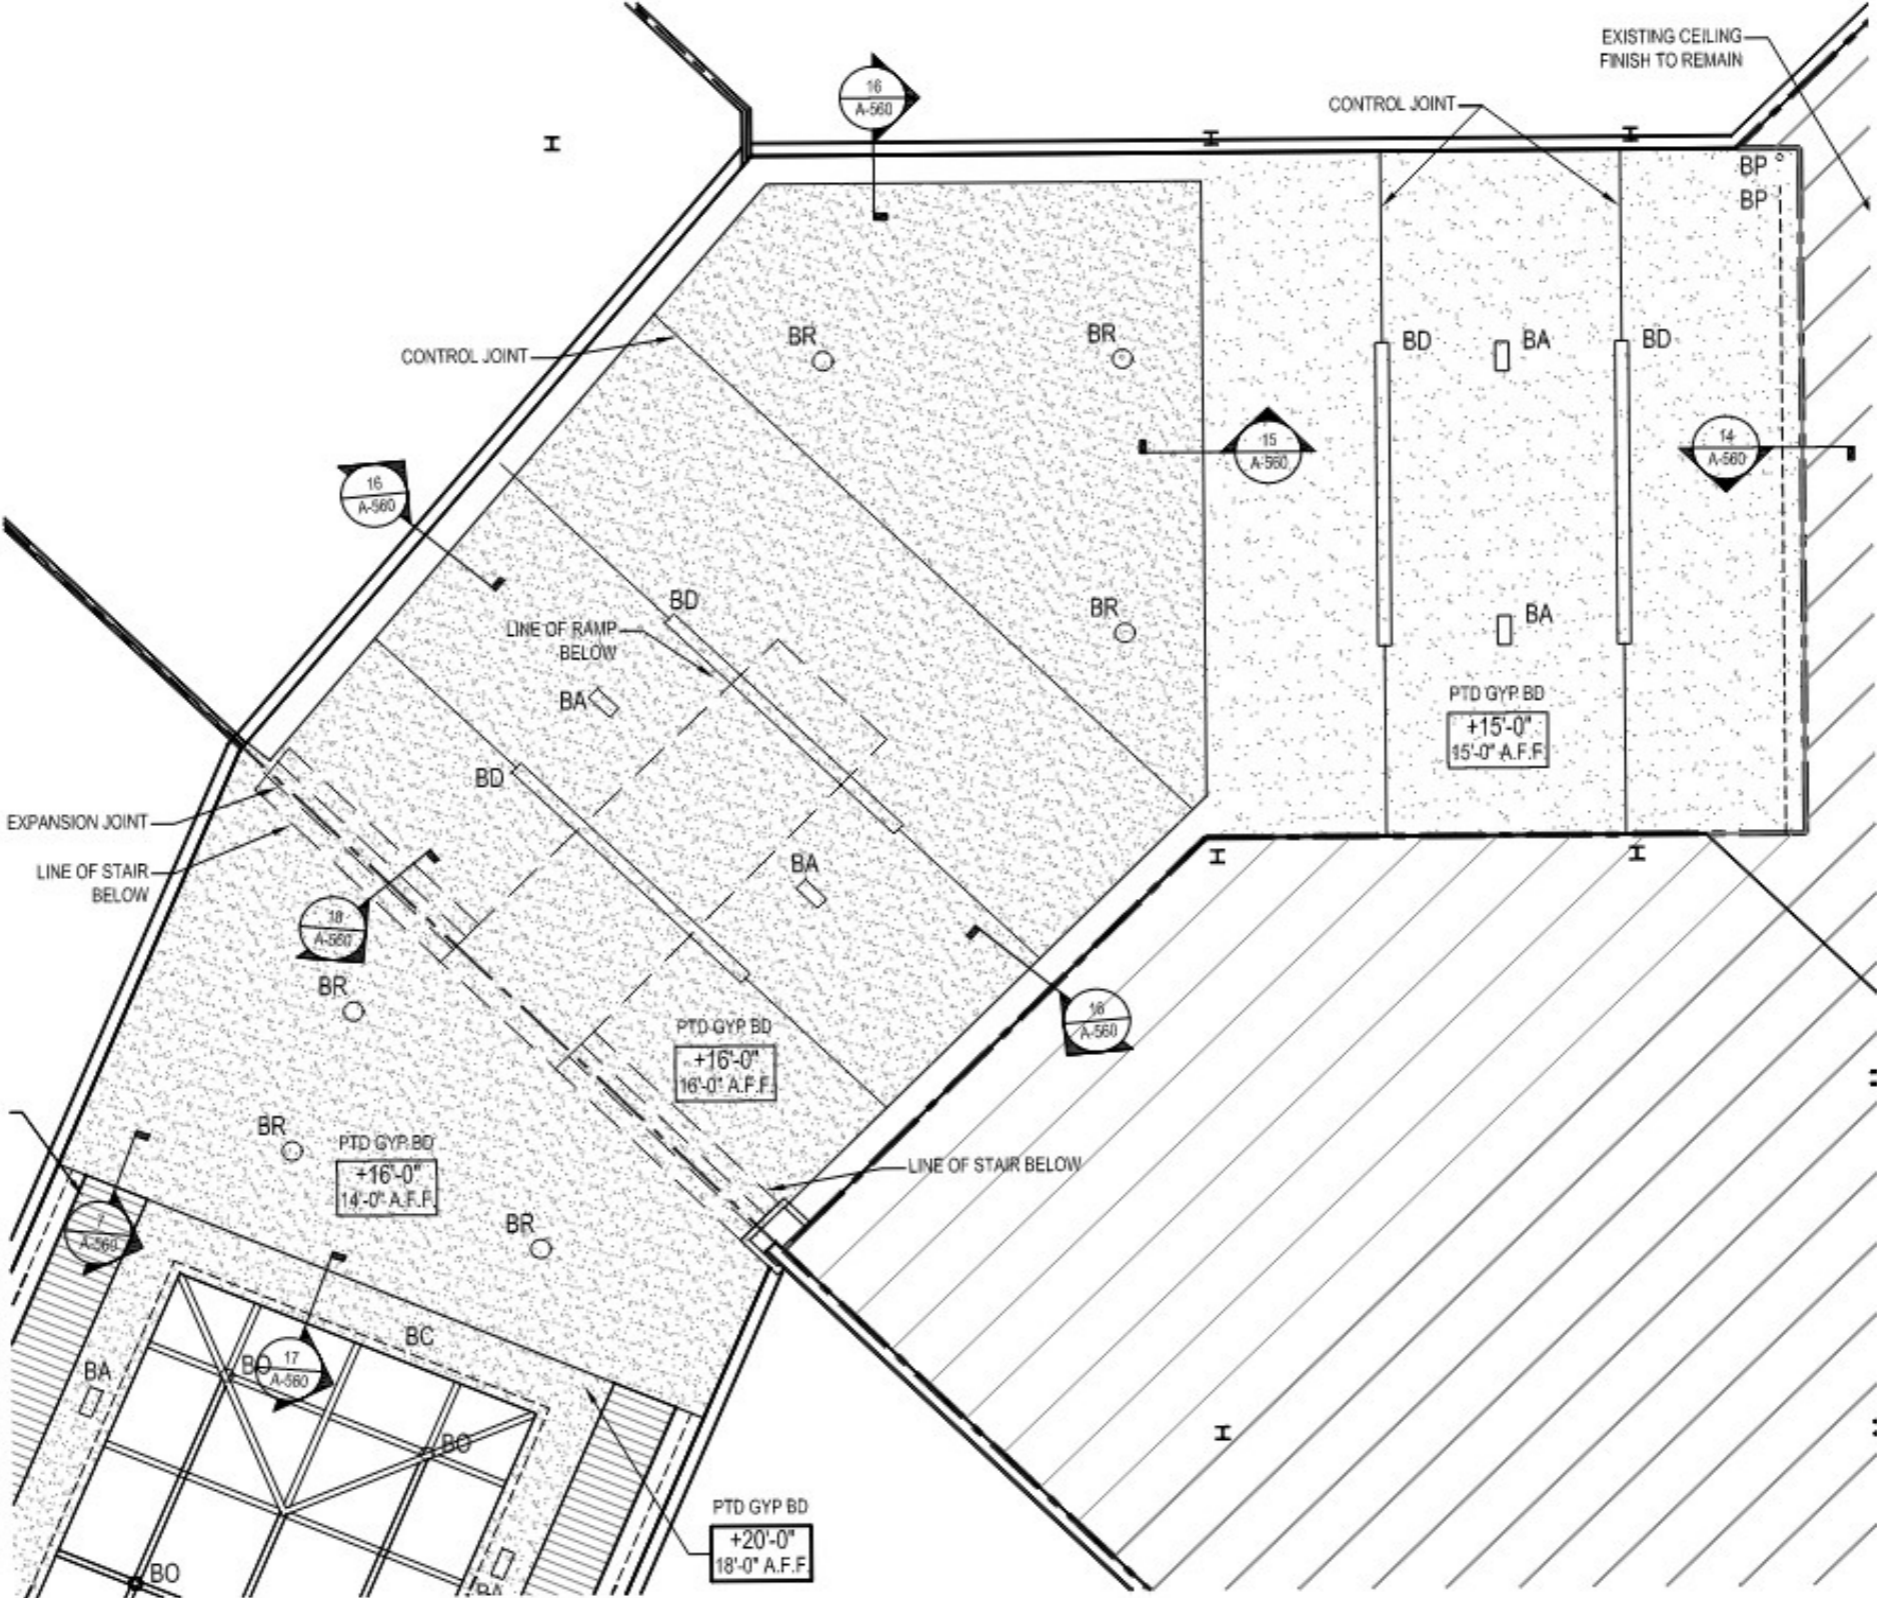 EXISTING CEILING
FINISH TO REMAIN
16
A-560
CONTROL JOINT
BP
BP
BR
BR
BD
BA
BD
CONTROL JOINT
15
A-560
14
A-560
16
A-560
BD
LINE OF RAMP
BELOW
BR
BA
BA
PTD GYP. BD
+15'-0"
15'-0" A.F.F.
BD
EXPANSION JOINT
LINE OF STAIR
BELOW
BA
18
A-560
BR
16
A-560
PTD GYP. BD
+16'-0"
16'-0" A.F.F.
BR
PTD GYP. BD
+16'-0"
14'-0" A.F.F.
LINE OF STAIR BELOW
7
A-560
BR
BC
17
A-560
BO
BA
BO
PTD GYP BD
+20'-0"
18'-0" A.F.F.
BO
BA